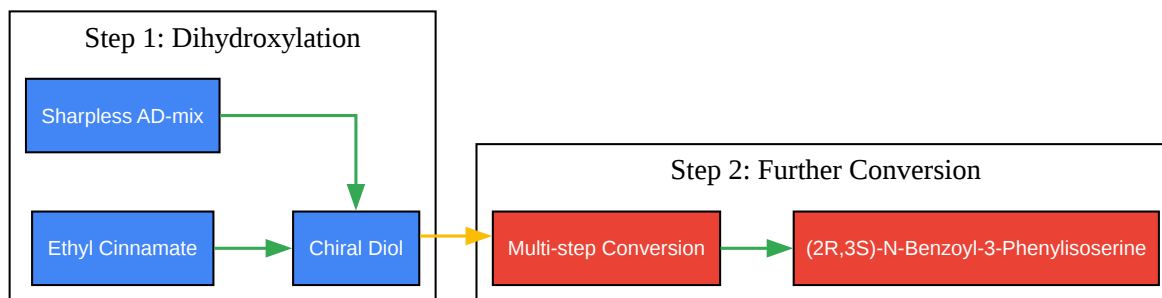 Step 1: Dihydroxylation
Sharpless AD-mix
Ethyl Cinnamate
Chiral Diol
Step 2: Further Conversion
Multi-step Conversion
(2R,3S)-N-Benzoyl-3-Phenylisoserine